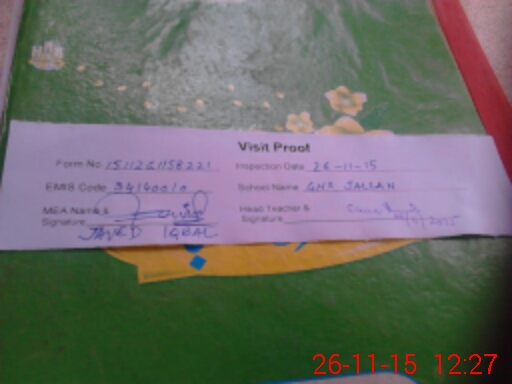 Visit Proof
Form No. 15112G1158221 Inspection Date 26-11-15
EMIS Code 34140010 School Name GHS JALLAN
MEA Name & Signature Head Teacher & Signature
JAVED IQBAL
26-11-15 12:27